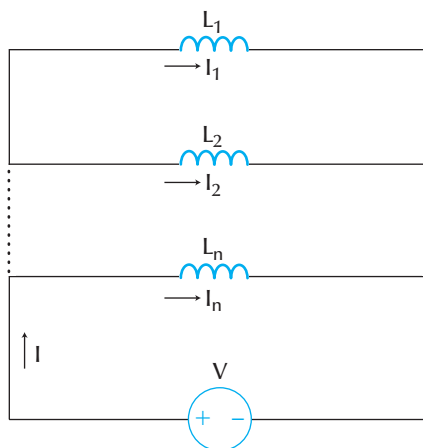 L₁
I₁
L₂
I₂
Lₙ
Iₙ
I
V
+ −